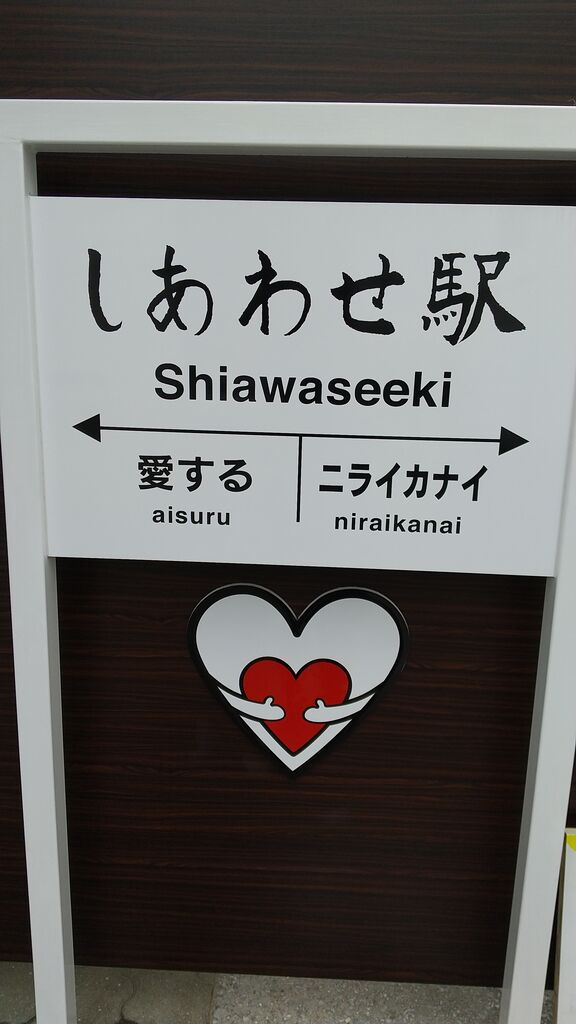 しあわせ駅
Shiawaseeki
愛する ニライカナイ
aisuru niraikanai